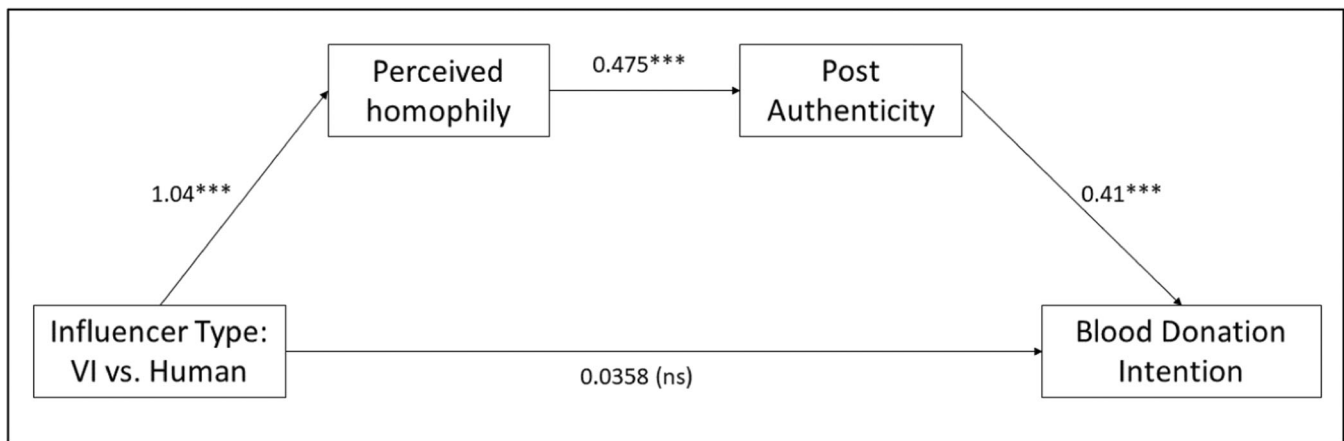 Perceived
homophily
0.475***
Post
Authenticity
1.04***
0.41***
Influencer Type:
VI vs. Human
0.0358 (ns)
Blood Donation
Intention